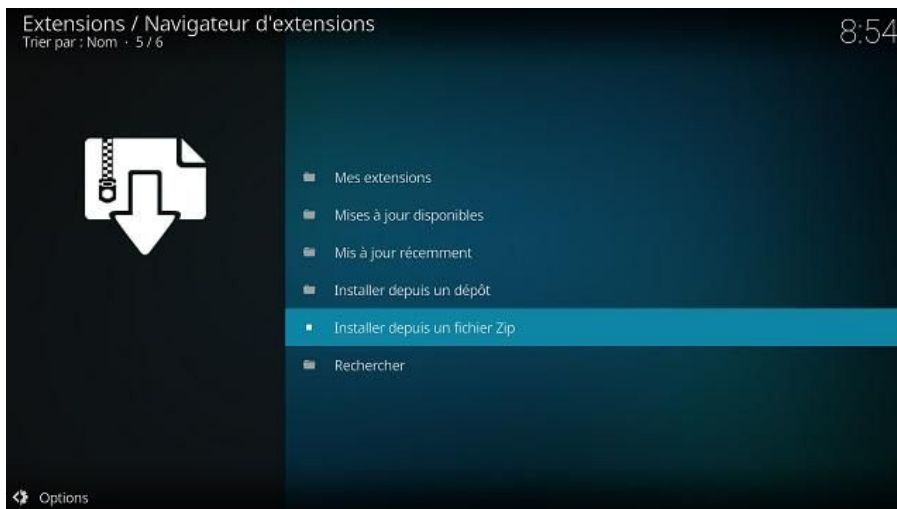 Extensions / Navigateur d'extensions
Trier par : Nom · 5 / 6
8:54
Mes extensions
Mises à jour disponibles
Mis à jour récemment
Installer depuis un dépôt
Installer depuis un fichier Zip
Rechercher
Options